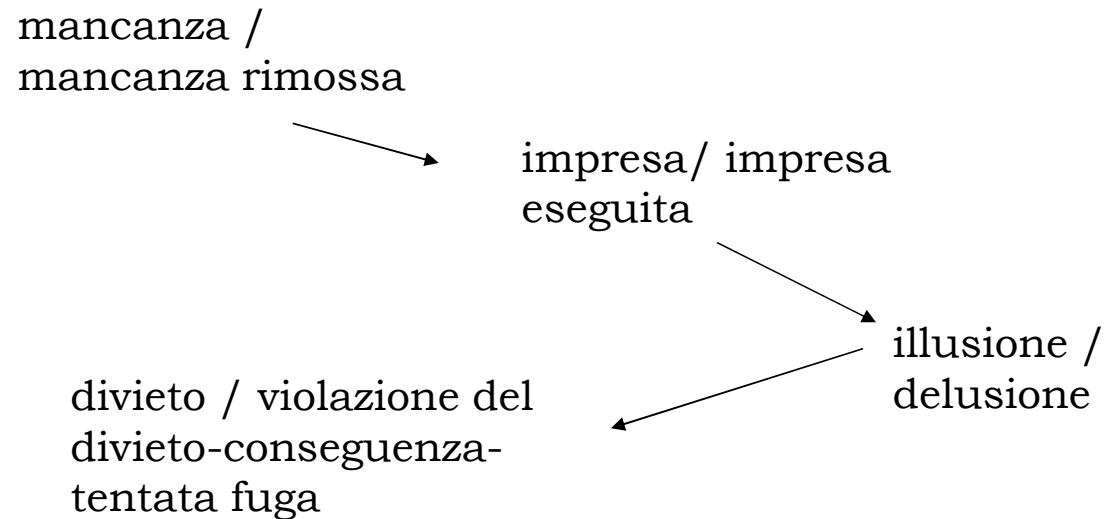 mancanza /
mancanza rimossa
impresa/ impresa
eseguita
illusione /
delusione
divieto / violazione del
divieto-conseguenza-
tentata fuga